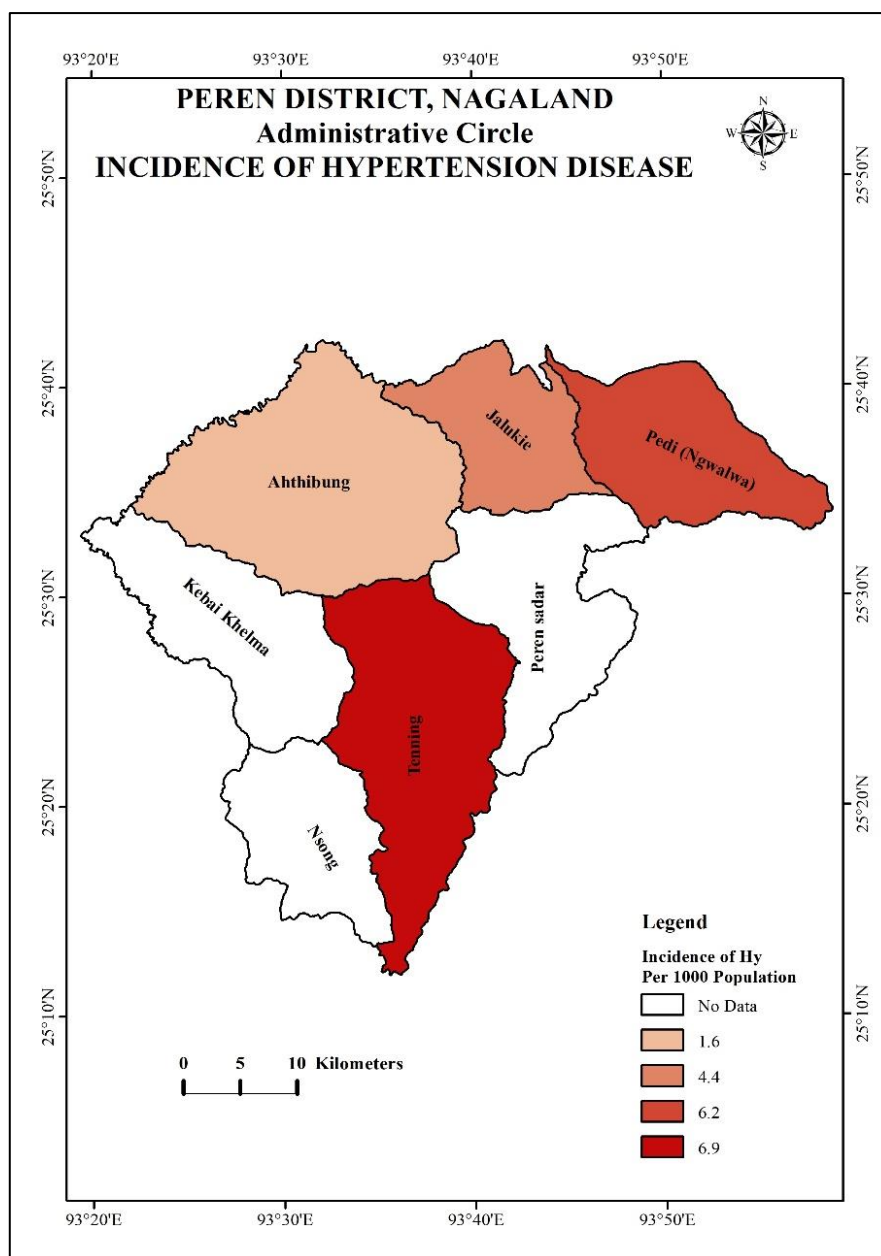 93°20'E 93°30'E 93°40'E 93°50'E
PEREN DISTRICT, NAGALAND
Administrative Circle
INCIDENCE OF HYPERTENSION DISEASE
N
W E
S
25°50'N 25°50'N
25°40'N 25°40'N
Jalukie
Pedi (Ngwalwa)
Ahthibung
25°30'N 25°30'N
Kebai Khelma
Peren sadar
Tenning
25°20'N 25°20'N
Nsong
Legend
Incidence of Hy
Per 1000 Population
No Data
1.6
4.4
6.2
6.9
25°10'N 25°10'N
0 5 10 Kilometers
93°20'E 93°30'E 93°40'E 93°50'E